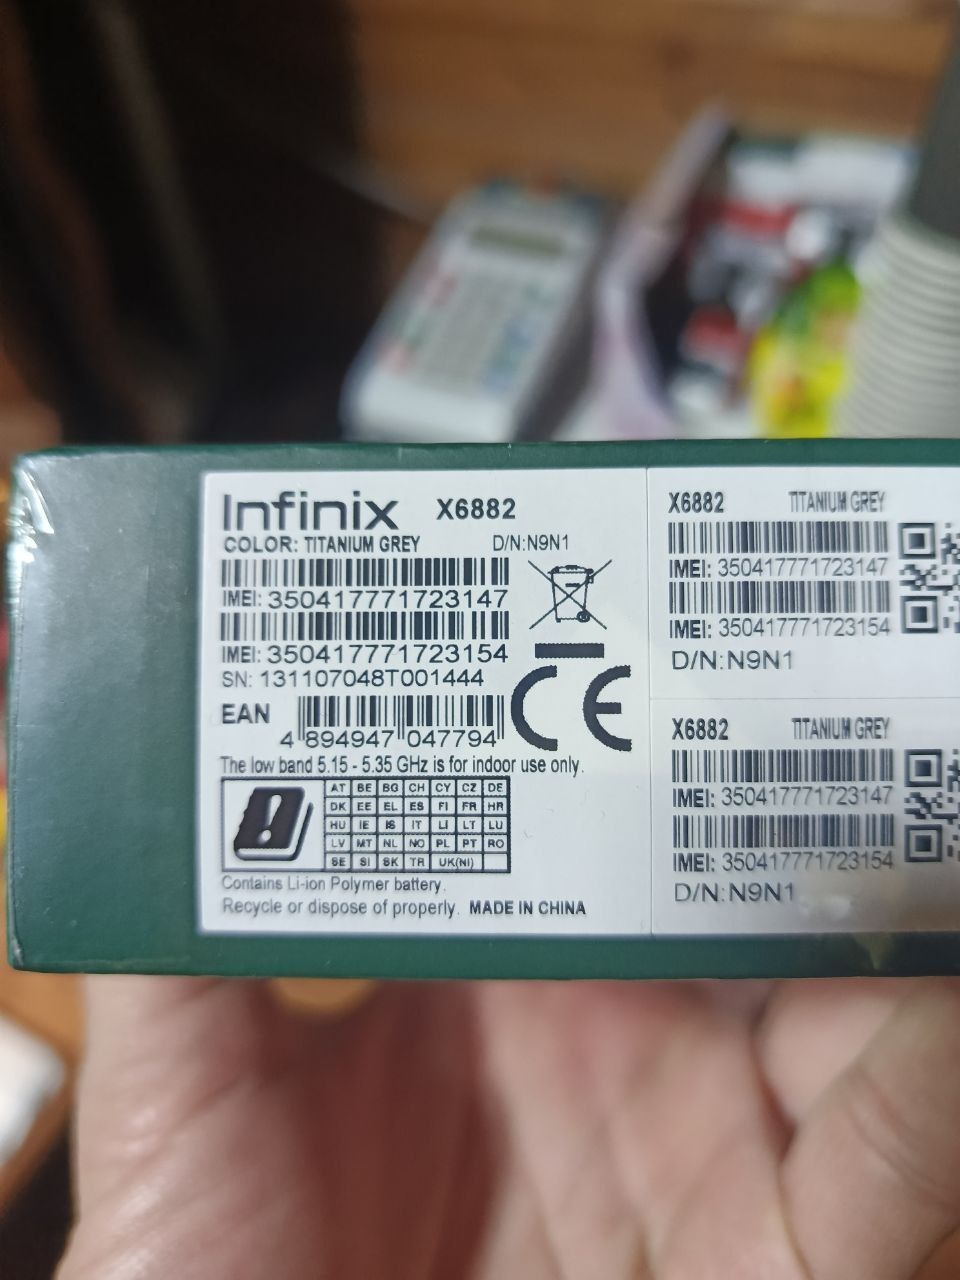 Infinix X6882
COLOR: TITANIUM GREY D/N:N9N1
IMEI: 350417771723147
IMEI: 350417771723154
SN: 131107048T001444
EAN
4 894947 047794
The low band 5.15 - 5.35 GHz is for indoor use only.
AT BE BG CH CY CZ DE
DK EE EL ES FI FR HR
HU IE IS IT LI LT LU
LV MT NL NO PL PT RO
SE SI SK TR UK(NI)
Contains Li-ion Polymer battery.
Recycle or dispose of properly. MADE IN CHINA
X6882 TITANIUM GREY
IMEI: 350417771723147
IMEI: 350417771723154
D/N:N9N1
X6882 TITANIUM GREY
IMEI: 350417771723147
IMEI: 350417771723154
D/N:N9N1